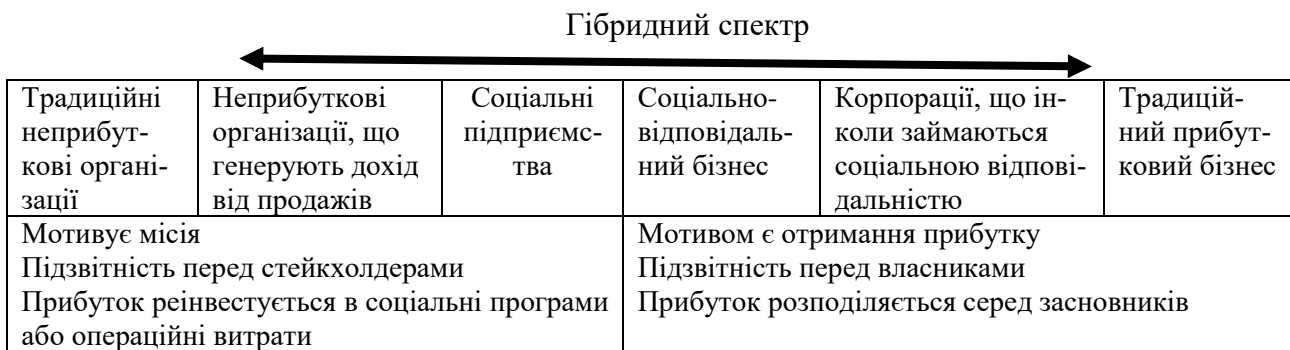 Гібридний спектр
Традиційні
неприбут-
кові органі-
зації
Неприбуткові
організації, що
генерують дохід
від продажів
Соціальні
підприємс-
тва
Соціально-
відповідаль-
ний бізнес
Корпорації, що ін-
коли займаються
соціальною відпові-
дальністю
Традицій-
ний прибут-
ковий бізнес
Мотивує місія
Підзвітність перед стейкхолдерами
Прибуток реінвестується в соціальні програми
або операційні витрати
Мотивом є отримання прибутку
Підзвітність перед власниками
Прибуток розподіляється серед засновників